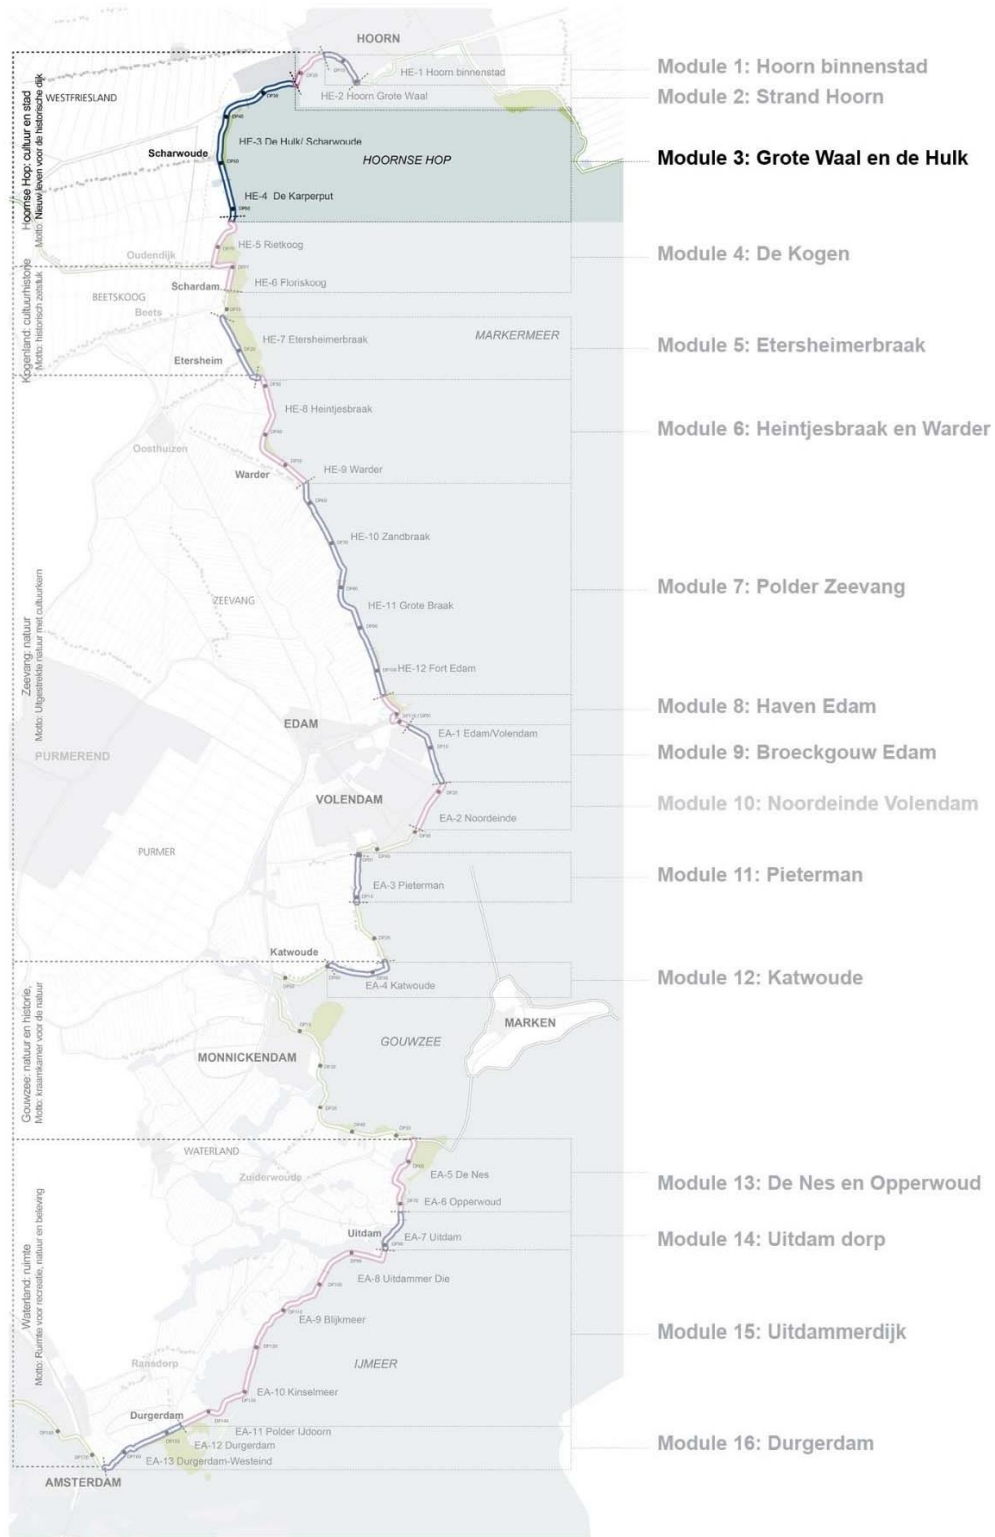 HOORN
HE-1 Hoorn binnenstad
Module 1: Hoorn binnenstad
HE-2 Hoorn Grote Waal
Module 2: Strand Hoorn
WESTFRIESLAND
HE-3 De Hulk/ Scharwoude
Scharwoude
HOORNSE HOP
Module 3: Grote Waal en de Hulk
HE-4 De Karperput
Hoornse Hop: cultuur en stad
Motto: Nieuw leven voor de historische dijk
HE-5 Rietkoog
Oudendijk
Module 4: De Kogen
HE-6 Floriskoog
Schardam
BEETSKOOG
Beets
Kogenland: cultuurhistorie
Motto: historisch zeestuk
HE-7 Etersheimerbraak
MARKERMEER
Module 5: Etersheimerbraak
Etersheim
HE-8 Heintjesbraak
Module 6: Heintjesbraak en Warder
Oosthuizen
Warder
HE-9 Warder
HE-10 Zandbraak
Module 7: Polder Zeevang
ZEEVANG
HE-11 Grote Braak
HE-12 Fort Edam
Zeevang: natuur
Motto: Uitgestrekte natuur met cultuurkern
Module 8: Haven Edam
EDAM
EA-1 Edam/Volendam
Module 9: Broeckgouw Edam
PURMEREND
VOLENDAM
Module 10: Noordeinde Volendam
EA-2 Noordeinde
PURMER
EA-3 Pieterman
Module 11: Pieterman
Katwoude
EA-4 Katwoude
Module 12: Katwoude
MARKEN
GOUWZEE
MONNICKENDAM
Gouwzee: natuur en historie,
Motto: kraamkamer voor de natuur
WATERLAND
EA-5 De Nes
Module 13: De Nes en Opperwoud
Zuiderwoude
EA-6 Opperwoud
Uitdam
EA-7 Uitdam
Module 14: Uitdam dorp
EA-8 Uitdammer Die
EA-9 Blijkmeer
Module 15: Uitdammerdijk
Waterland: ruimte
Motto: Ruimte voor recreatie, natuur en beleving
Ransdorp
IJMEER
EA-10 Kinselmeer
Durgerdam
EA-11 Polder IJdoorn
EA-12 Durgerdam
Module 16: Durgerdam
EA-13 Durgerdam-Westeind
AMSTERDAM